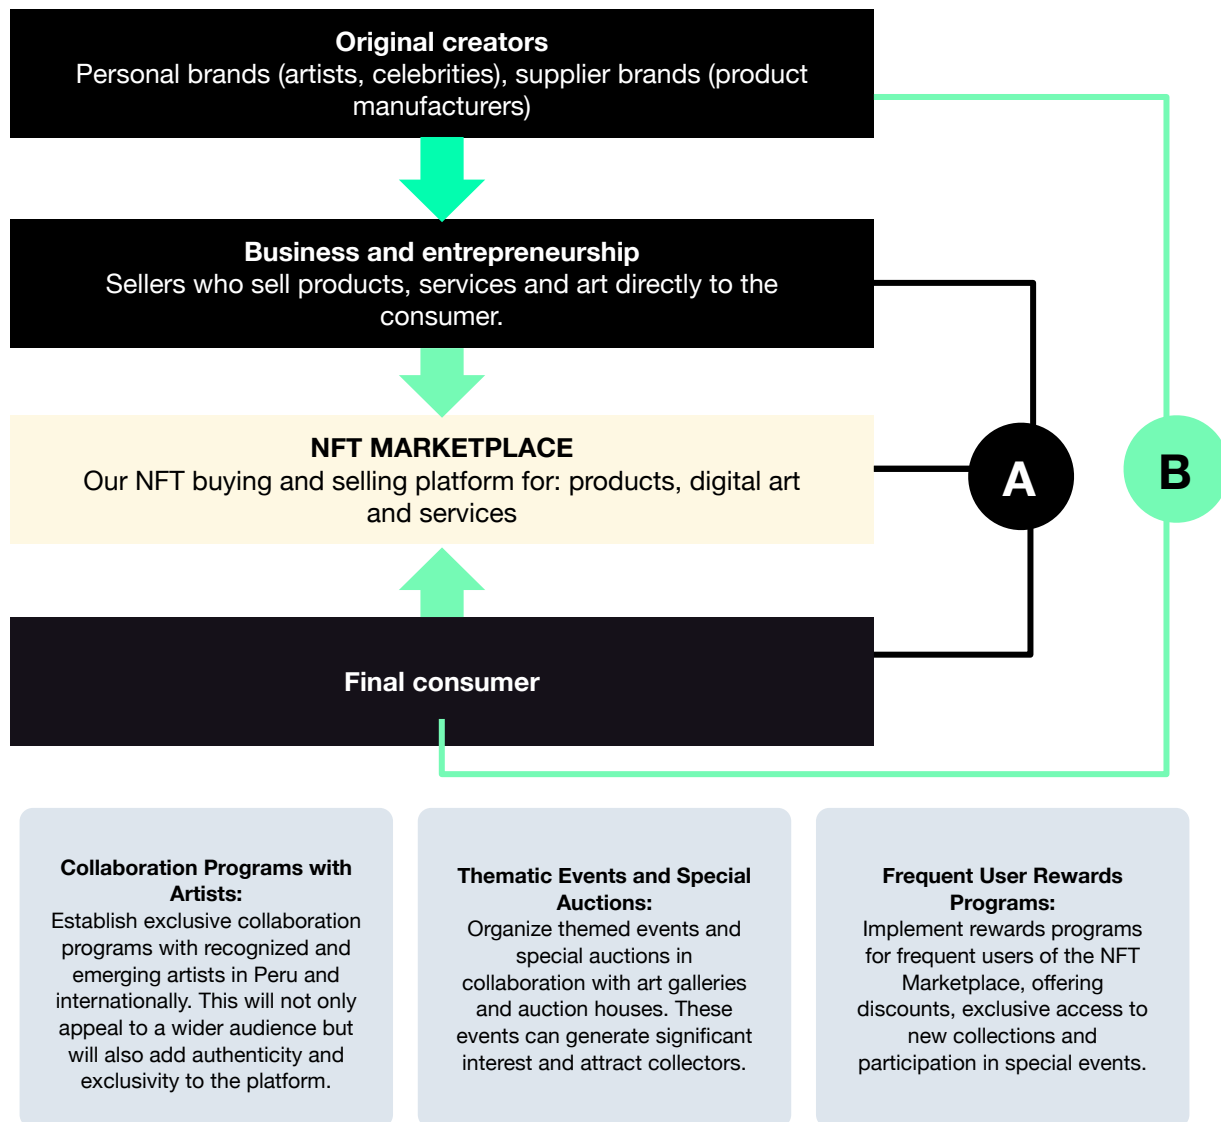 Original creators
Personal brands (artists, celebrities), supplier brands (product
manufacturers)
Business and entrepreneurship
Sellers who sell products, services and art directly to the
consumer.
NFT MARKETPLACE
Our NFT buying and selling platform for: products, digital art
and services
A
B
Final consumer
Collaboration Programs with
Artists:
Establish exclusive collaboration
programs with recognized and
emerging artists in Peru and
internationally. This will not only
appeal to a wider audience but
will also add authenticity and
exclusivity to the platform.
Thematic Events and Special
Auctions:
Organize themed events and
special auctions in
collaboration with art galleries
and auction houses. These
events can generate significant
interest and attract collectors.
Frequent User Rewards
Programs:
Implement rewards programs
for frequent users of the NFT
Marketplace, offering
discounts, exclusive access to
new collections and
participation in special events.